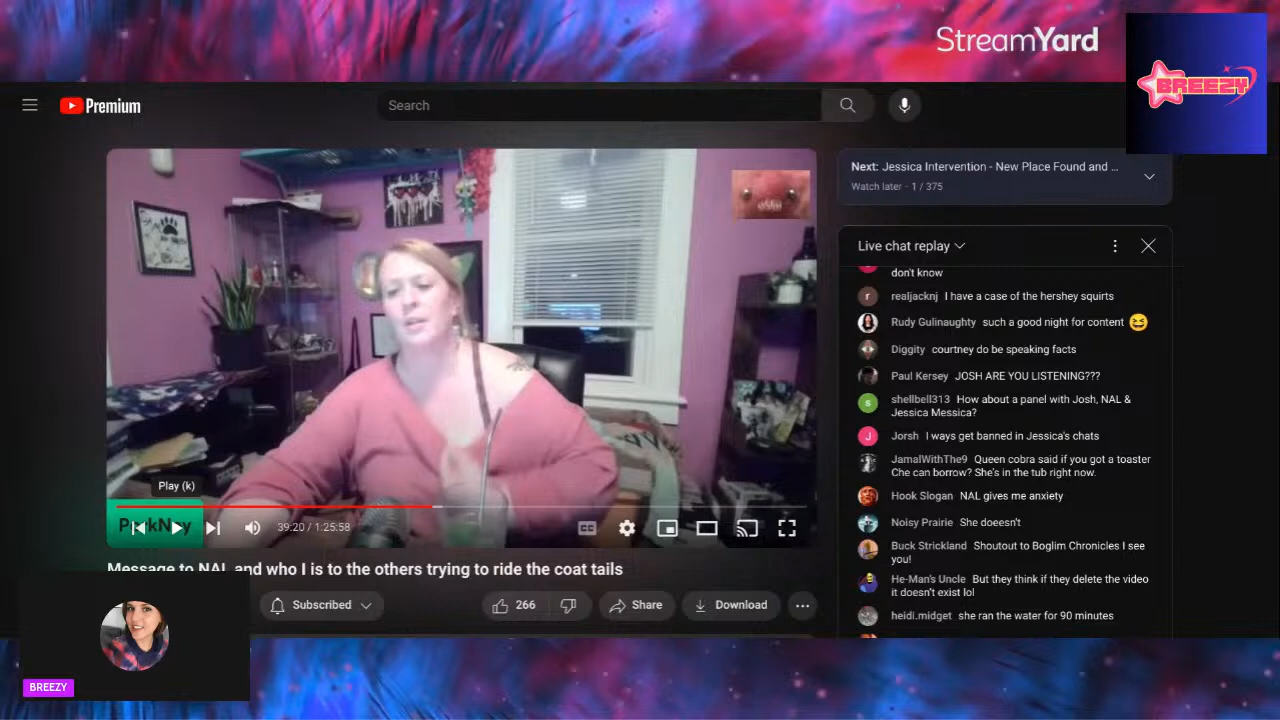 StreamYard
BREEZY
Premium
Search
Next: Jessica Intervention - New Place Found and ...
Watch later - 1 / 375
Live chat replay
don't know
realjacknj I have a case of the hershey squirts
Rudy Gulinaughty such a good night for content
Diggity courtney do be speaking facts
Paul Kersey JOSH ARE YOU LISTENING???
shellbell313 How about a panel with Josh, NAL &
Jessica Messica?
Jorsh I ways get banned in Jessica's chats
JamalWithThe9 Queen cobra said if you got a toaster
Che can borrow? She's in the tub right now.
Hook Slogan NAL gives me anxiety
Noisy Prairie She doeesn't
Buck Strickland Shoutout to Boglim Chronicles I see
you!
He-Man's Uncle But they think if they delete the video
it doesn't exist lol
heidi.midget she ran the water for 90 minutes
Play (k)
39:20 / 1:25:58
CC
Message to NAL and who I is to the others trying to ride the coat tails
Subscribed
266
Share
Download
BREEZY